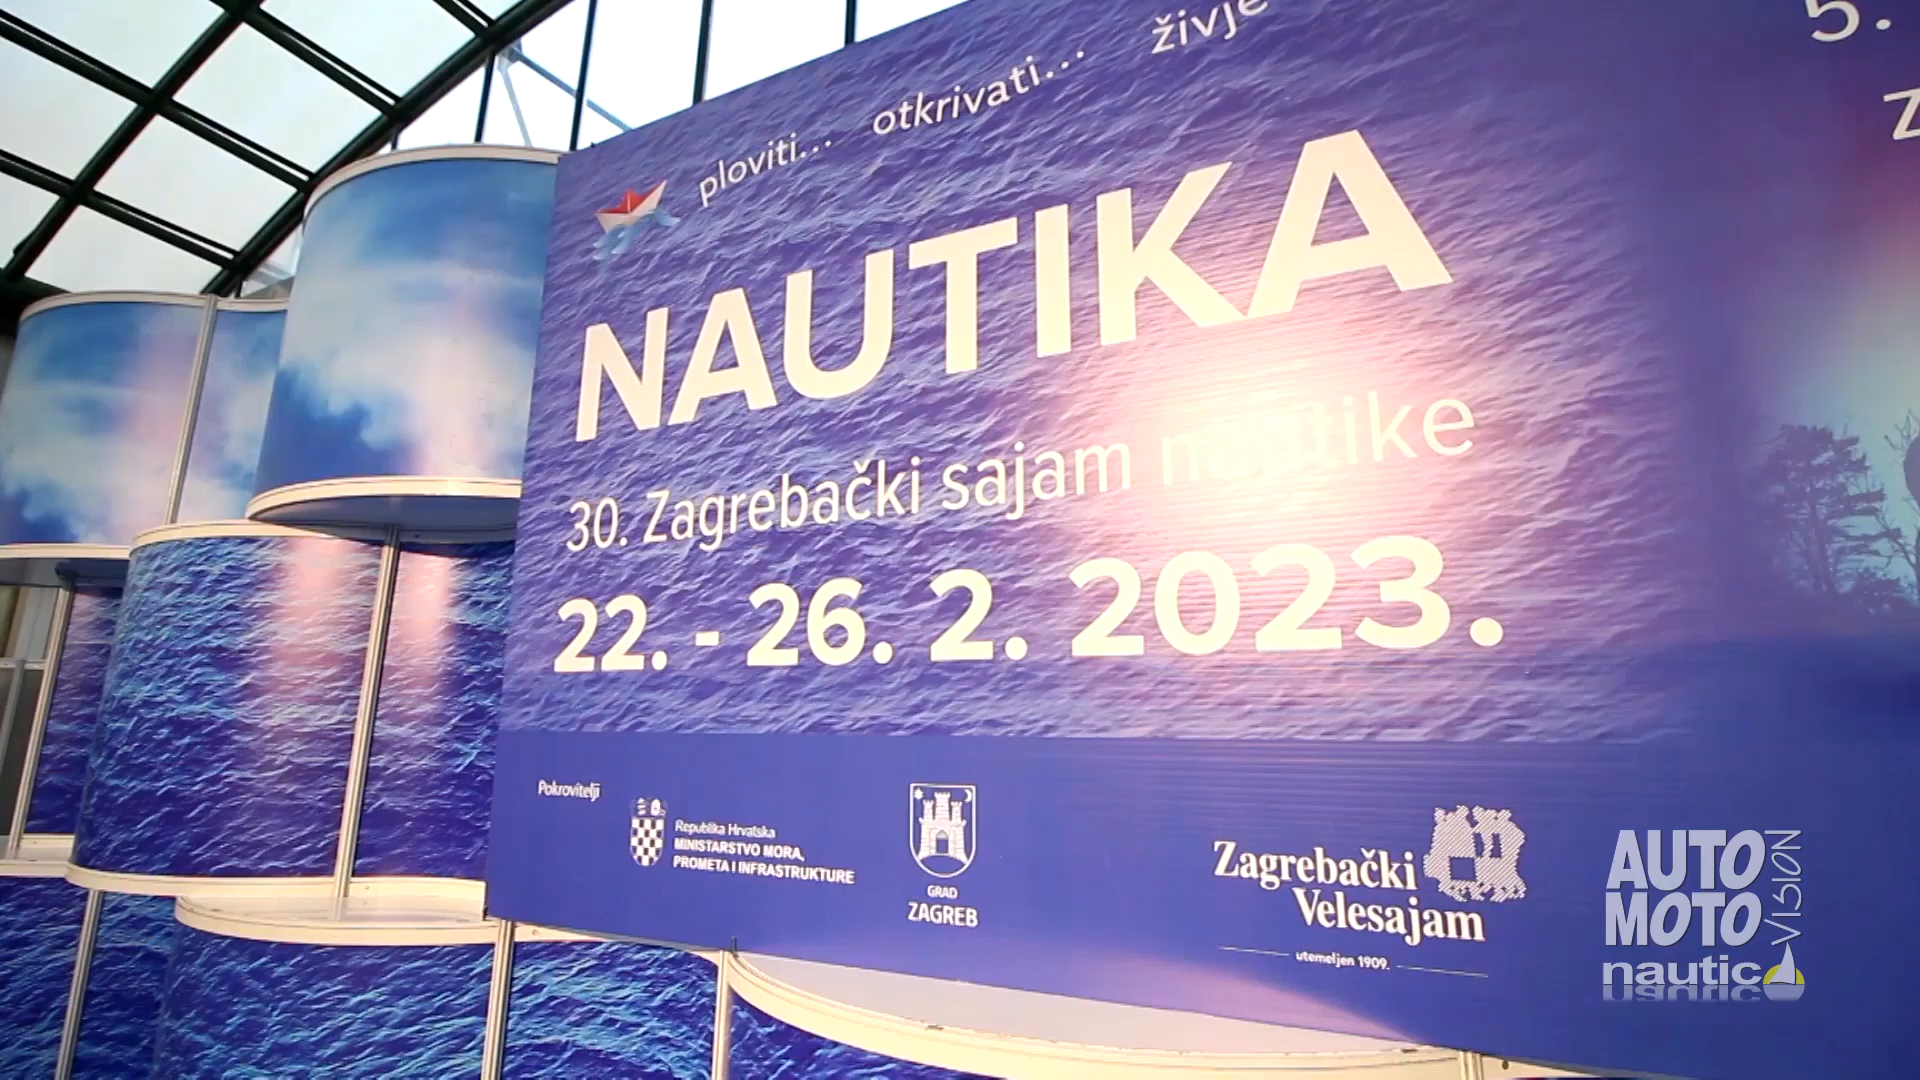 ploviti... otkrivati... živje
5.
Z
NAUTIKA
30. Zagrebački sajam nautike
22. - 26. 2. 2023.
Pokrovitelji
Republika Hrvatska
MINISTARSTVO MORA,
PROMETA I INFRASTRUKTURE
GRAD
ZAGREB
Zagrebački
Velesajam
utemeljen 1909.
AUTO
MOTO
VISION
nautic